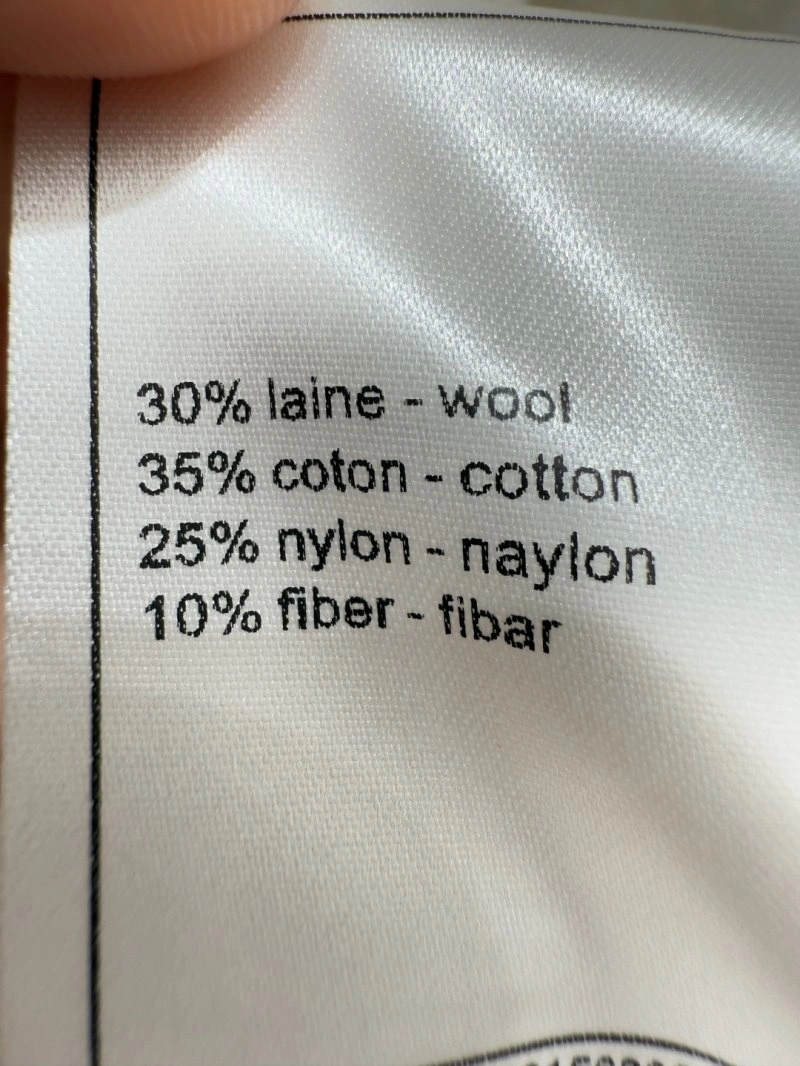 30% laine - wool
35% coton - cotton
25% nylon - naylon
10% fiber - fibar